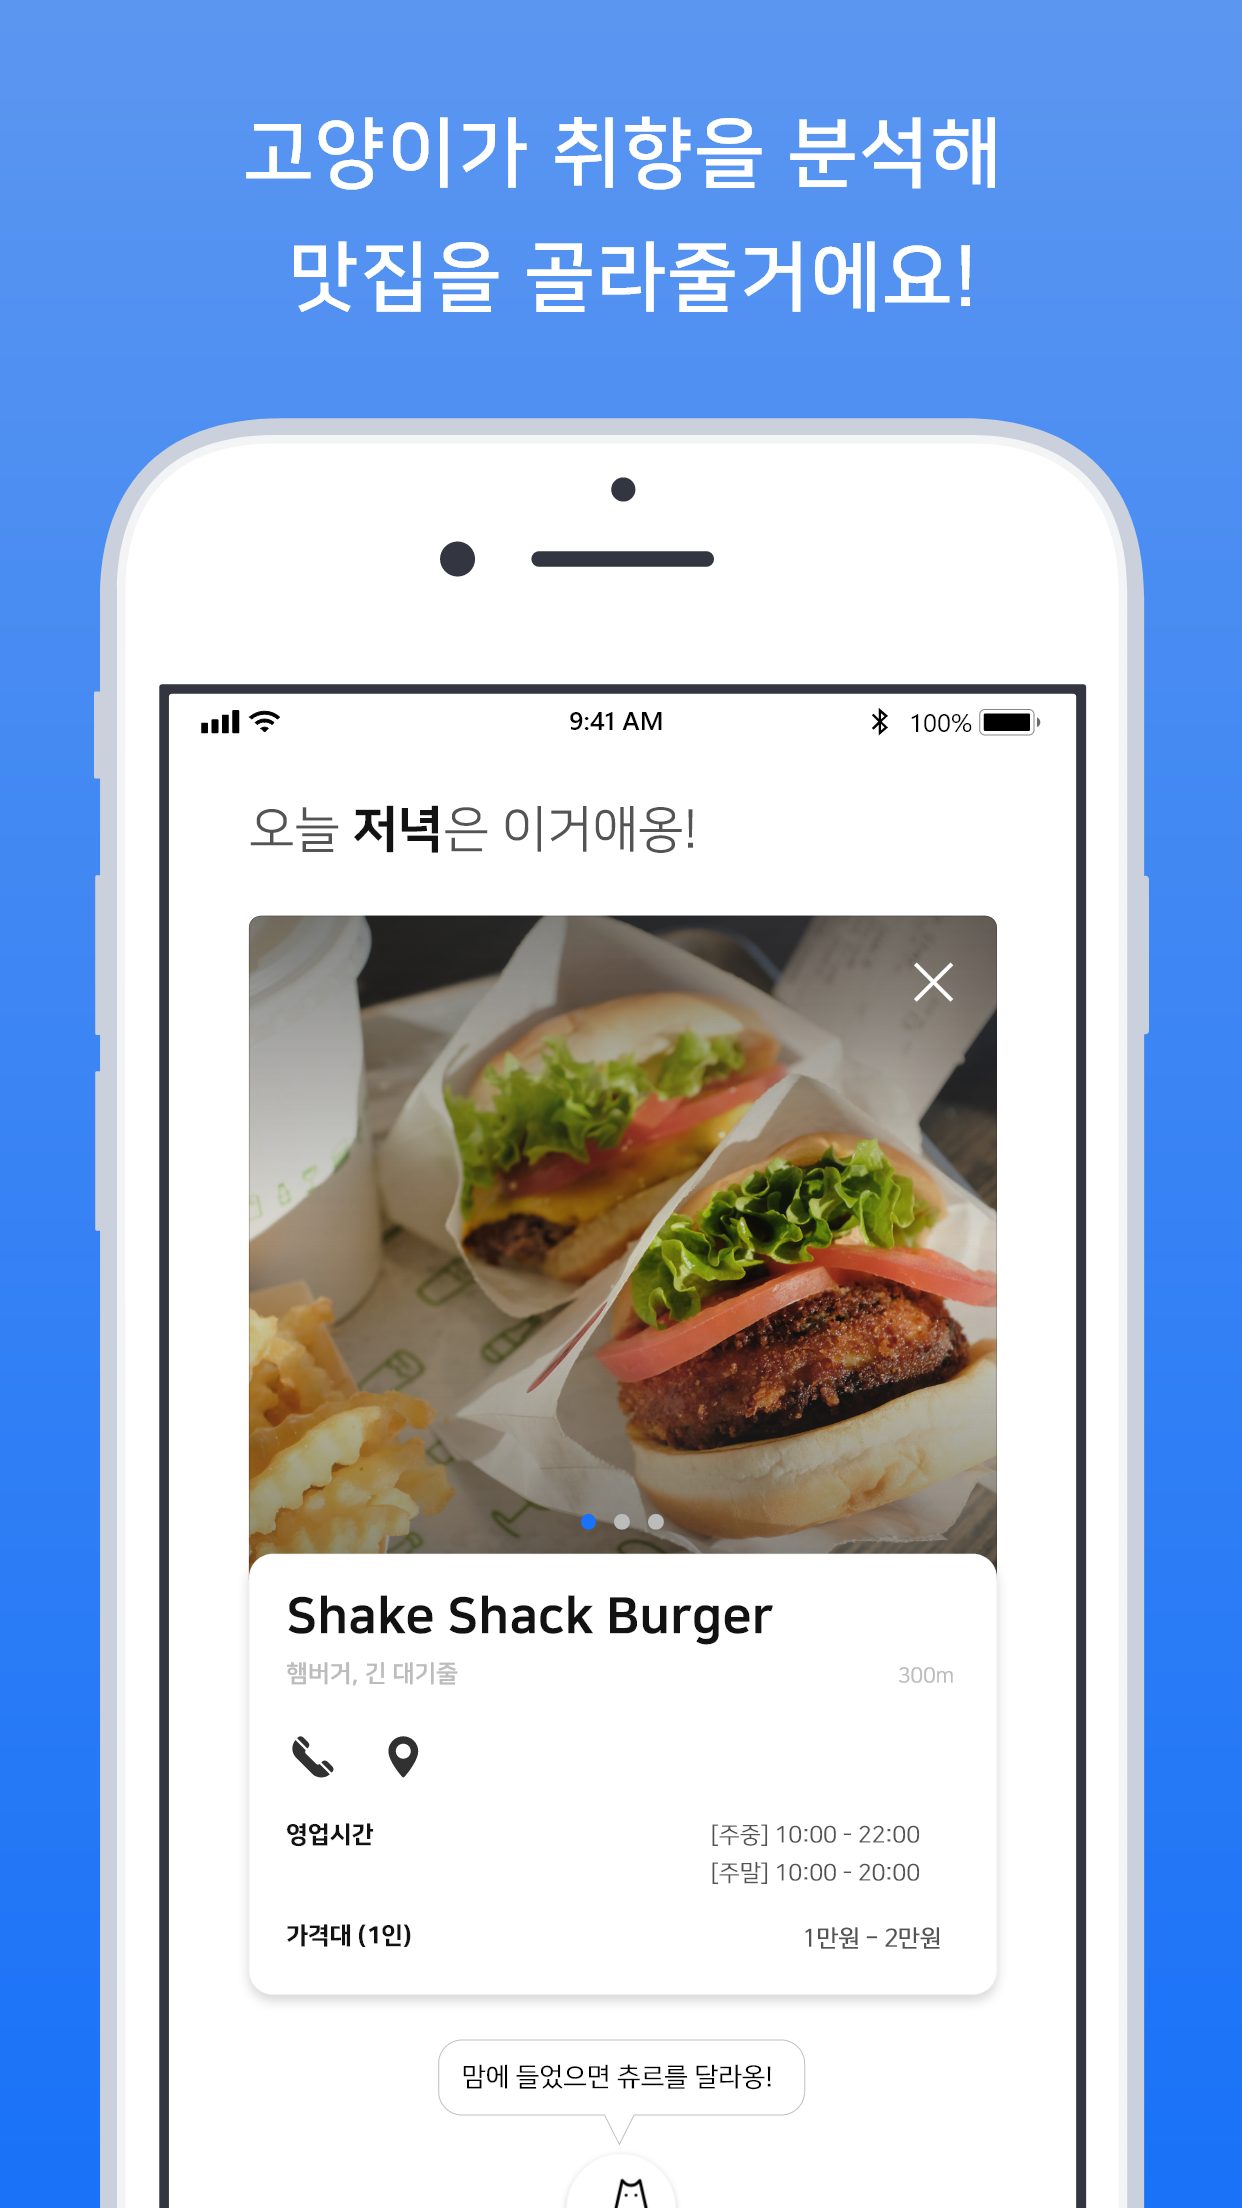 고양이가 취향을 분석해
맛집을 골라줄거에요!
9:41 AM
100%
오늘 저녁은 이거애옹!
Shake Shack Burger
햄버거, 긴 대기줄
300m
영업시간
[주중] 10:00 - 22:00
[주말] 10:00 - 20:00
가격대 (1인)
1만원 - 2만원
맘에 들었으면 츄르를 달라옹!